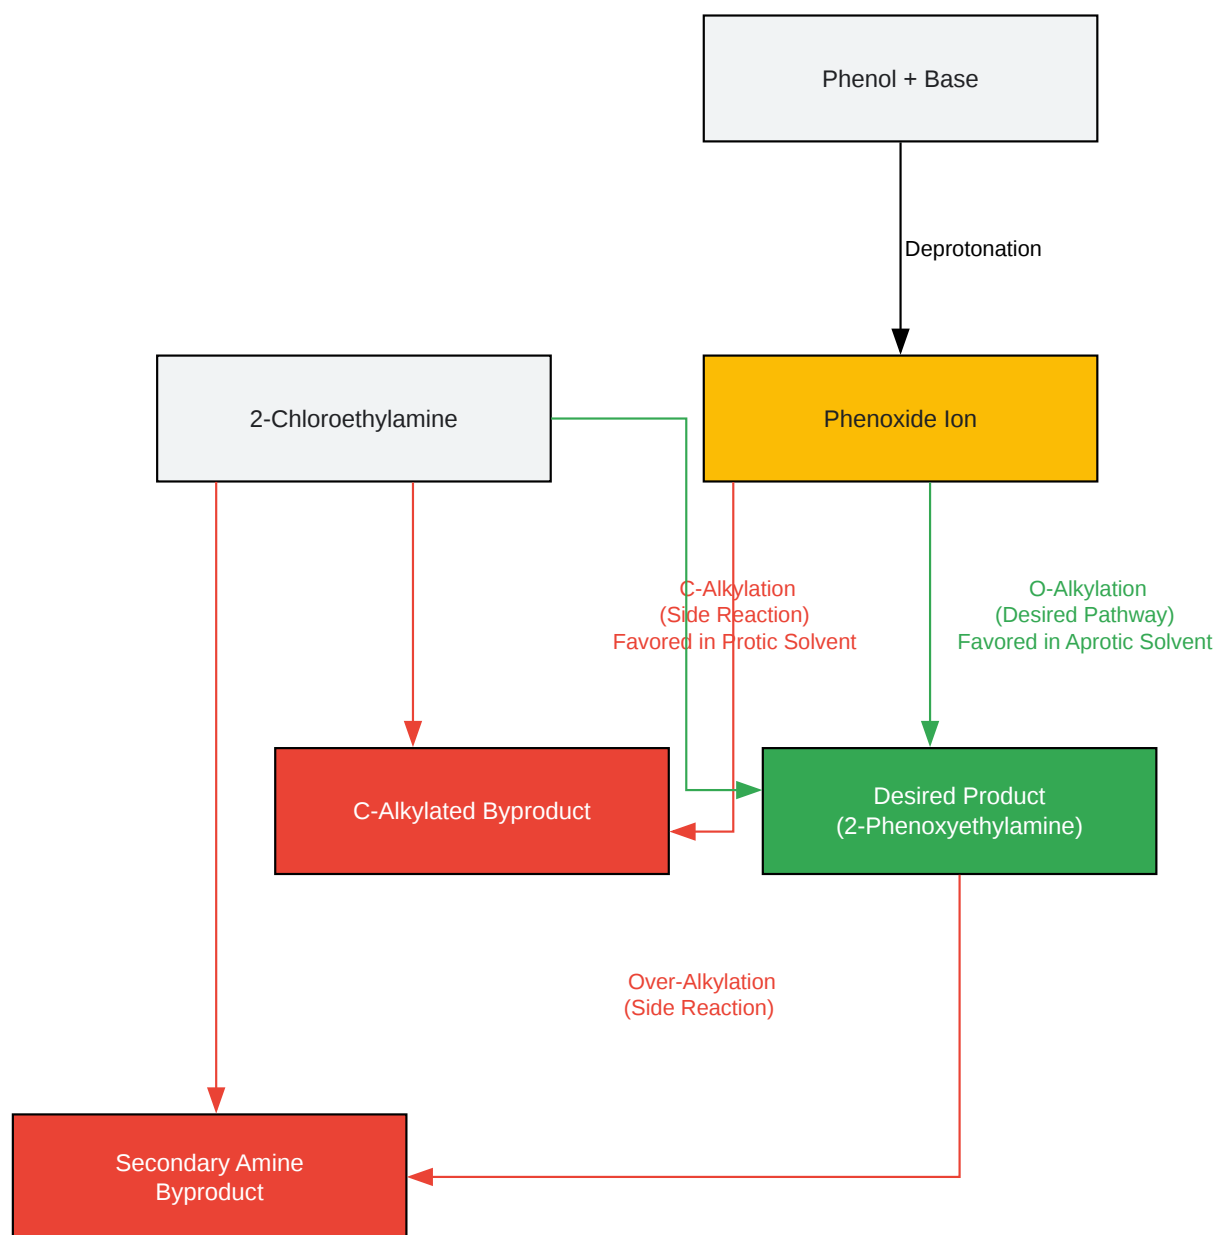 Phenol + Base
Deprotonation
2-Chloroethylamine
Phenoxide Ion
C-Alkylation
(Side Reaction)
Favored in Protic Solvent
O-Alkylation
(Desired Pathway)
Favored in Aprotic Solvent
C-Alkylated Byproduct
Desired Product
(2-Phenoxyethylamine)
Over-Alkylation
(Side Reaction)
Secondary Amine
Byproduct